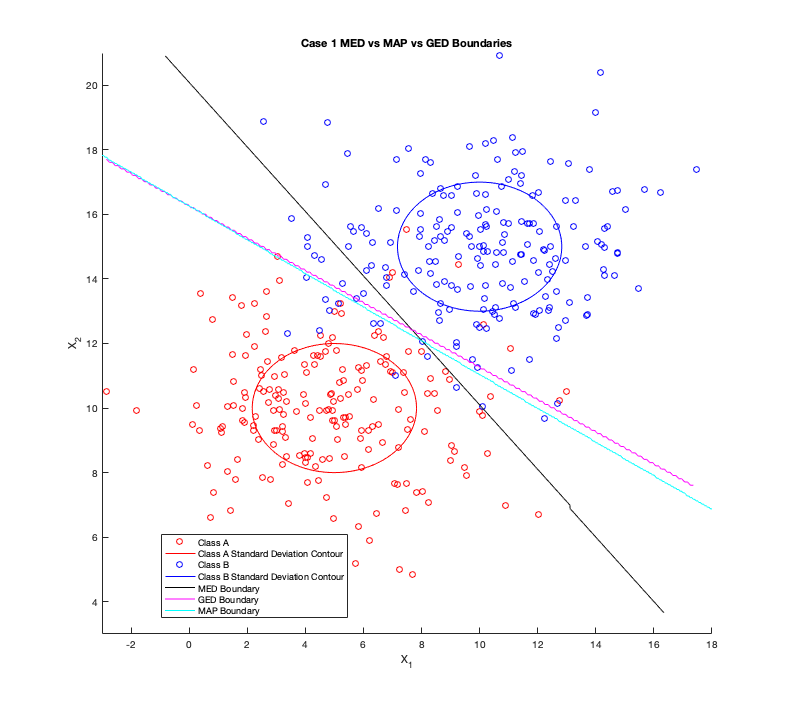 Case 1 MED vs MAP vs GED Boundaries
20
18
16
14
12
10
8
6
4
X2
-2 0 2 4 6 8 10 12 14 16 18
X1
Class A
Class A Standard Deviation Contour
Class B
Class B Standard Deviation Contour
MED Boundary
GED Boundary
MAP Boundary